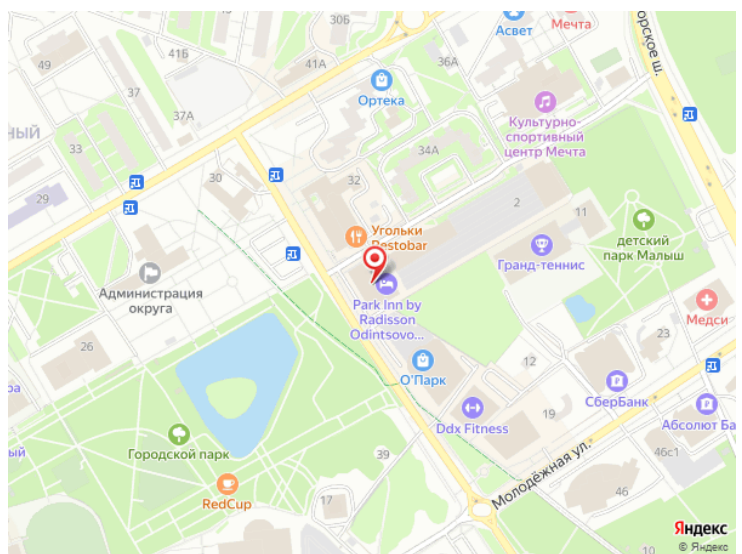 30Б
Асвет
Мечта
орское ш.
49
41Б
41А
36А
Ортека
37
37А
Культурно-
спортивный
центр Мечта
НЫЙ
33
34А
29
30
32
2
11
Угольки
Restobar
Гранд-теннис
детский
парк Малыш
Администрация
округа
Park Inn by
Radisson
Odintsovo...
Медси
26
12
23
О'Парк
СберБанк
ра
19
Ddx Fitness
Абсолют Ба
ный
Городской парк
39
Молодёжная ул.
46с1
RedCup
17
46
10
Яндекс
© Яндекс